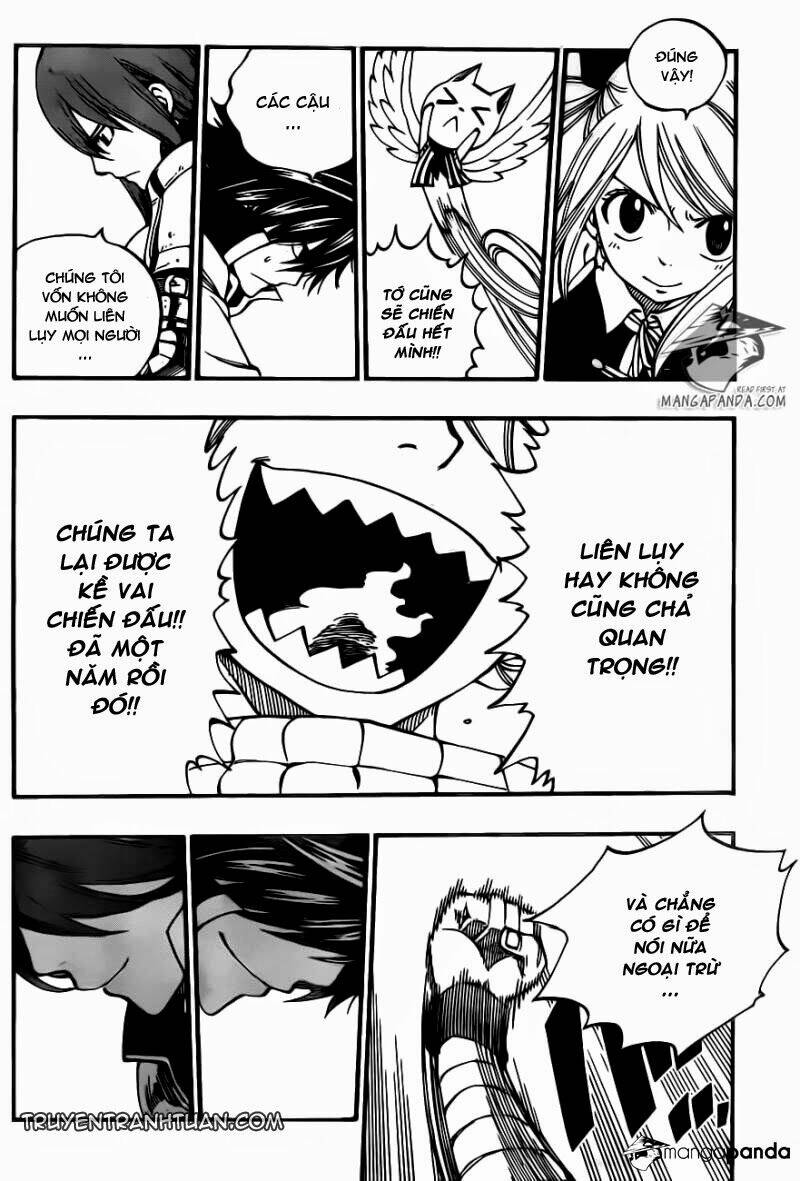 ĐÚNG
VẬY!
TỚ CŨNG
SẼ CHIẾN
ĐẤU HẾT
MÌNH!!
CÁC CẬU
...
CHÚNG TÔI
VỐN KHÔNG
MUỐN LIÊN
LỤY MỌI NGƯỜI
...
READ FIRST AT
MANGAPANDA.COM
LIÊN LỤY
HAY KHÔNG
CŨNG CHẢ
QUAN
TRỌNG!!
CHÚNG TA
LẠI ĐƯỢC
KỀ VAI
CHIẾN ĐẤU!!
ĐÃ MỘT
NĂM RỒI
ĐÓ!!
VÀ CHẲNG
CÓ GÌ ĐỂ
NÓI NỮA
NGOẠI TRỪ
...
TRUYENTRANHTUAN.COM
mangapanda